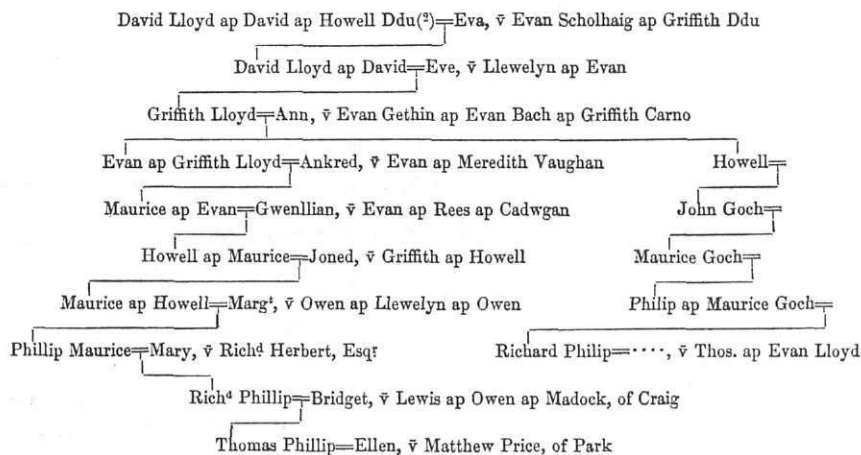 David Lloyd ap David ap Howell Ddu(²)=Eva, v̄ Evan Scholhaig ap Griffith Ddu
David Lloyd ap David=Eve, v̄ Llewelyn ap Evan
Griffith Lloyd=Ann, v̄ Evan Gethin ap Evan Bach ap Griffith Carno
Evan ap Griffith Lloyd=Ankred, v̄ Evan ap Meredith Vaughan Howell=
Maurice ap Evan=Gwenllian, v̄ Evan ap Rees ap Cadwgan John Goch=
Howell ap Maurice=Joned, v̄ Griffith ap Howell Maurice Goch=
Maurice ap Howell=Margᵗ, v̄ Owen ap Llewelyn ap Owen Philip ap Maurice Goch=
Phillip Maurice=Mary, v̄ Richᵈ Herbert, Esqʳ Richard Philip=····, v̄ Thos. ap Evan Lloyd
Richᵈ Phillip=Bridget, v̄ Lewis ap Owen ap Madock, of Craig
Thomas Phillip=Ellen, v̄ Matthew Price, of Park